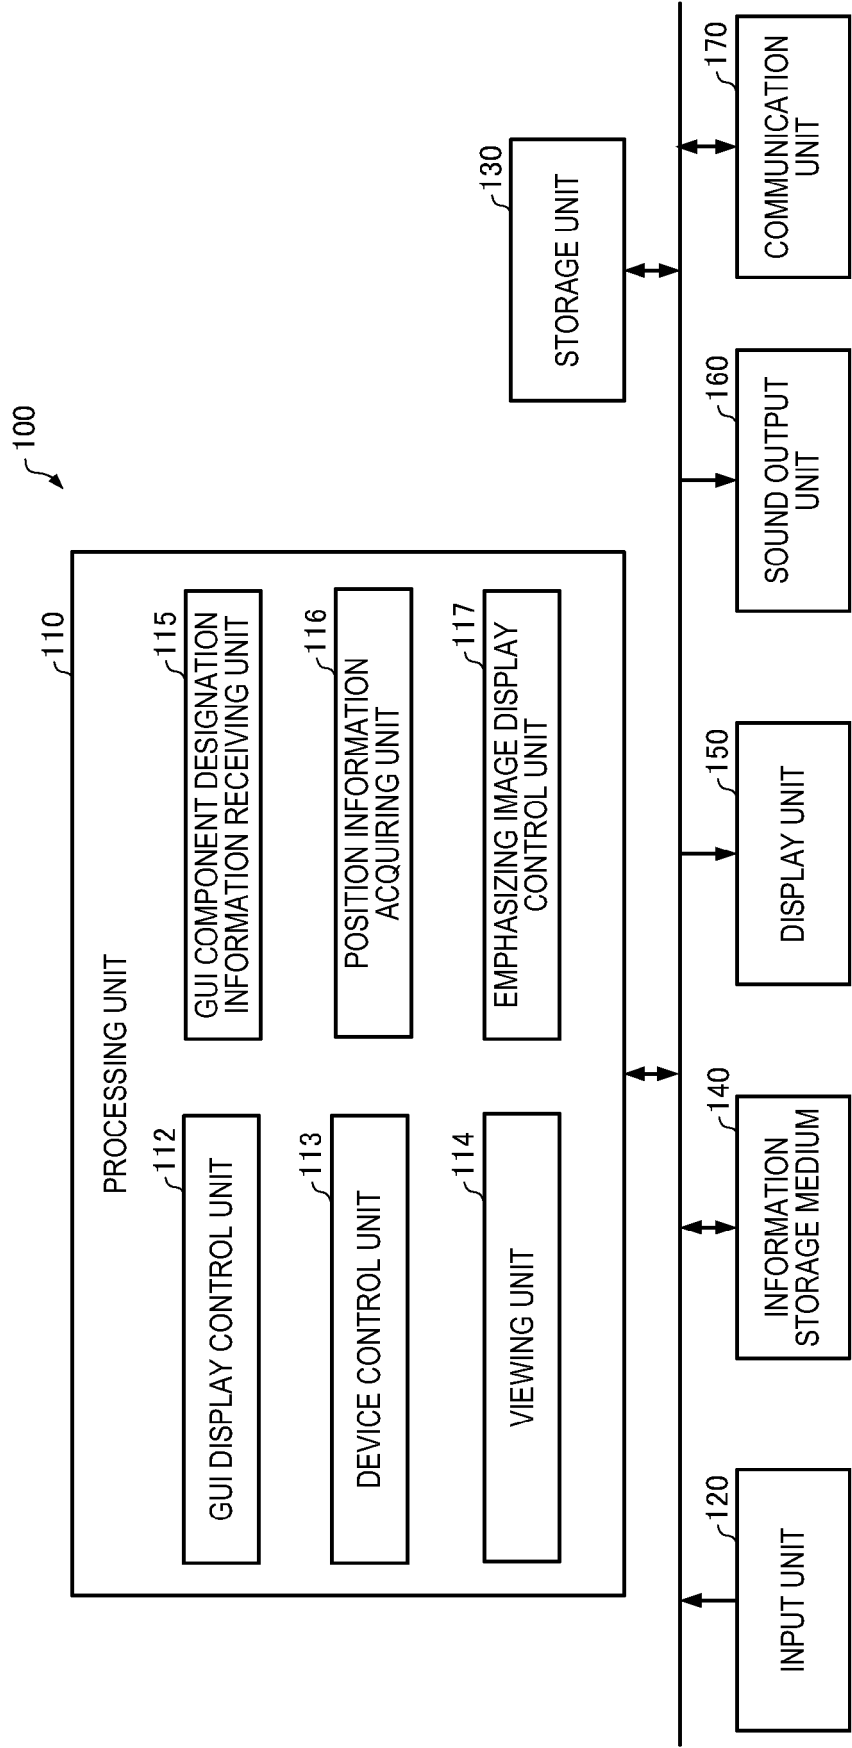 100
110
PROCESSING UNIT
112
GUI DISPLAY CONTROL UNIT
113
DEVICE CONTROL UNIT
114
VIEWING UNIT
115
GUI COMPONENT DESIGNATION
INFORMATION RECEIVING UNIT
116
POSITION INFORMATION
ACQUIRING UNIT
117
EMPHASIZING IMAGE DISPLAY
CONTROL UNIT
130
STORAGE UNIT
120
INPUT UNIT
140
INFORMATION
STORAGE MEDIUM
150
DISPLAY UNIT
160
SOUND OUTPUT
UNIT
170
COMMUNICATION
UNIT